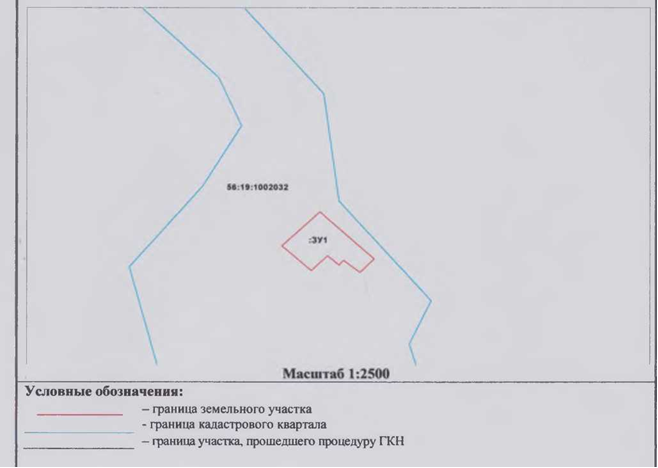 56:19:1002032
:ЗУ1
Масштаб 1:2500
Условные обозначения:
– граница земельного участка
- граница кадастрового квартала
– граница участка, прошедшего процедуру ГКН